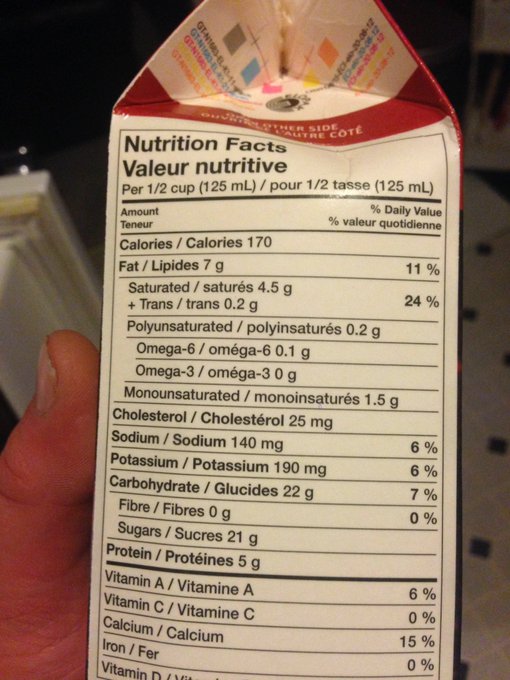 OPEN OTHER SIDE
OUVRIR L'AUTRE CÔTÉ
Nutrition Facts
Valeur nutritive
Per 1/2 cup (125 mL) / pour 1/2 tasse (125 mL)
Amount % Daily Value
Teneur % valeur quotidienne
Calories / Calories 170
Fat / Lipides 7 g 11 %
Saturated / saturés 4.5 g
+ Trans / trans 0.2 g 24 %
Polyunsaturated / polyinsaturés 0.2 g
Omega-6 / oméga-6 0.1 g
Omega-3 / oméga-3 0 g
Monounsaturated / monoinsaturés 1.5 g
Cholesterol / Cholestérol 25 mg
Sodium / Sodium 140 mg 6 %
Potassium / Potassium 190 mg 6 %
Carbohydrate / Glucides 22 g 7 %
Fibre / Fibres 0 g 0 %
Sugars / Sucres 21 g
Protein / Protéines 5 g
Vitamin A / Vitamine A 6 %
Vitamin C / Vitamine C 0 %
Calcium / Calcium 15 %
Iron / Fer 0 %
Vitamin D /